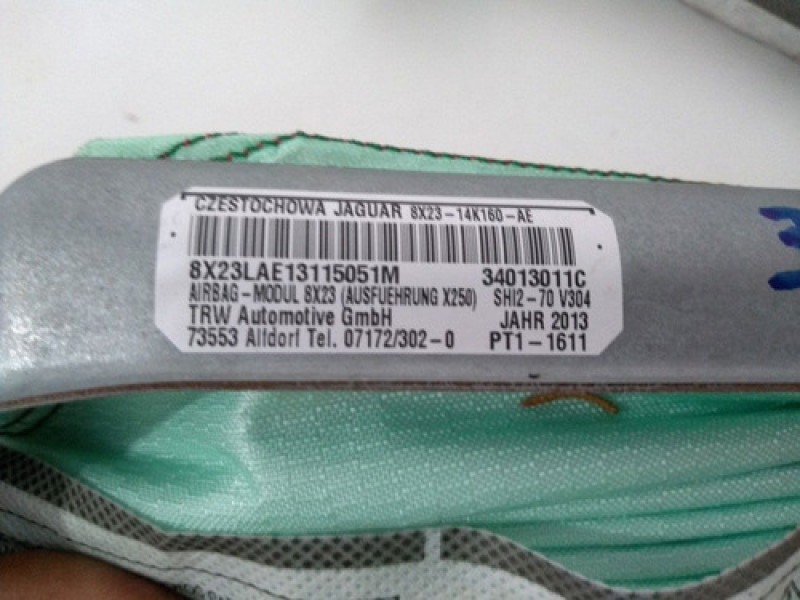 CZESTOCHOWA JAGUAR 8X23-14K160-AE
8X23LAE13115051M 34013011C
AIRBAG-MODUL 8X23 (AUSFUEHRUNG X250) SHI2-70 V304
TRW Automotive GmbH JAHR 2013
73553 Alfdorf Tel. 07172/302-0 PT1-1611